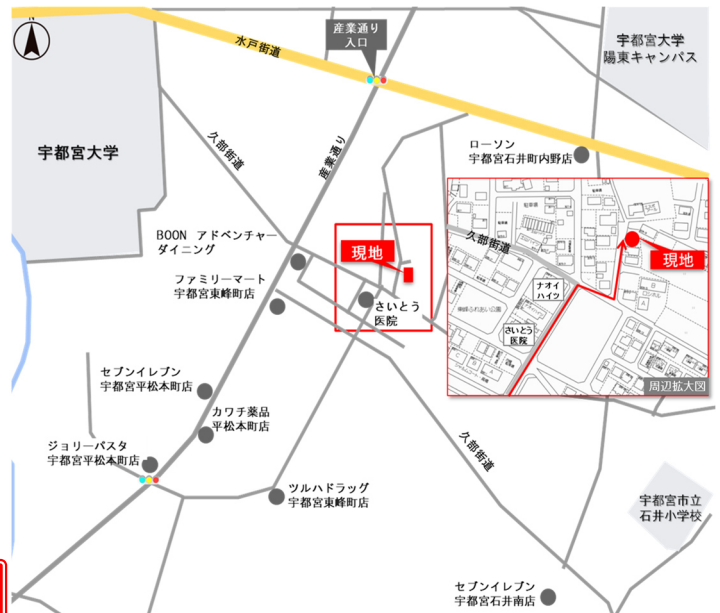 N
産業通り
入口
水戸街道
宇都宮大学
陽東キャンパス
宇都宮大学
久部街道
産業通り
ローソン
宇都宮石井町内野店
BOON アドベンチャー
ダイニング
現地
ファミリーマート
宇都宮東峰町店
さいとう
医院
久部街道
現地
ナオイ
ハイツ
さいとう
医院
周辺拡大図
セブンイレブン
宇都宮平松本町店
カワチ薬品
平松本町店
ジョリーパスタ
宇都宮平松本町店
久部街道
ツルハドラッグ
宇都宮東峰町店
宇都宮市立
石井小学校
セブンイレブン
宇都宮石井南店